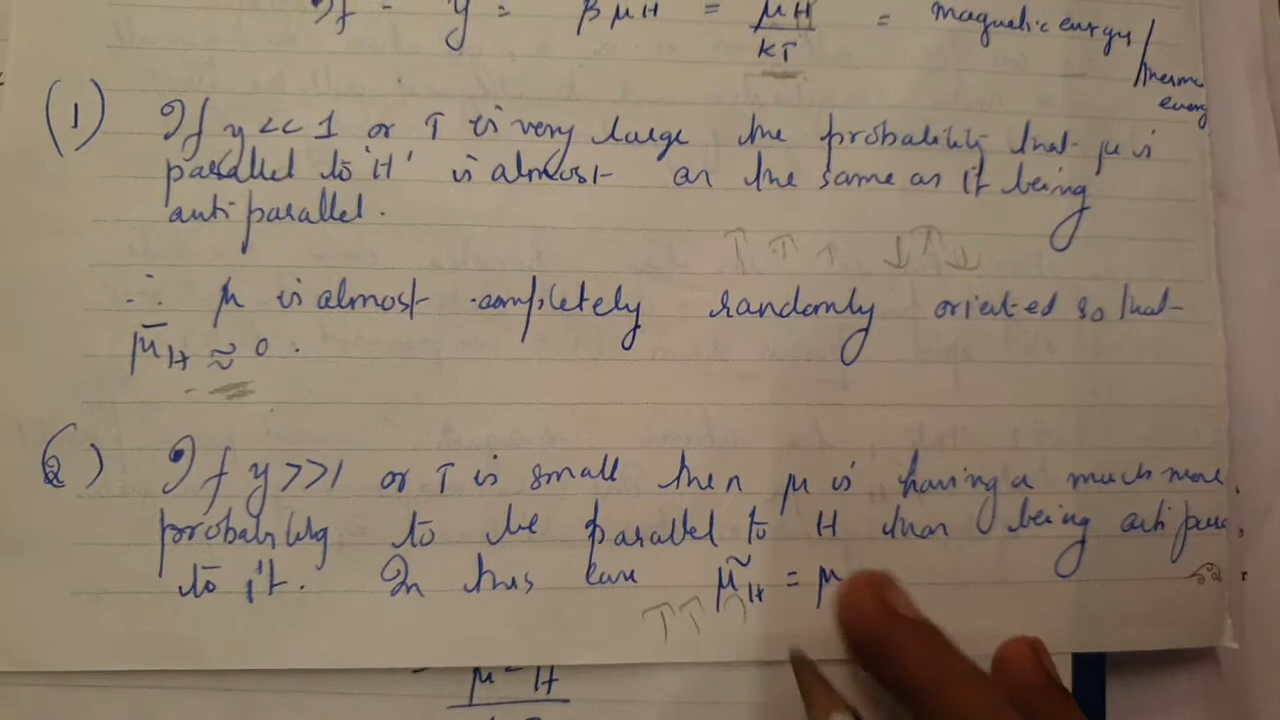 If - y = βμH = μH / kT = magnetic energy / thermal energy
(1) If y << 1 or T is very large the probability that μ is
parallel to 'H' is almost on the same as it being
antiparallel.
↑ ↑ ↑ ↓ ↑ ↓
∴ μ is almost completely randomly oriented so that
μ̄H ≈ 0.
(2) If y >> 1 or T is small then μ is having a much more
probability to be parallel to H than being anti para
to it. In this case μ̃H = μ
↑ ↑ ↑
μ - H